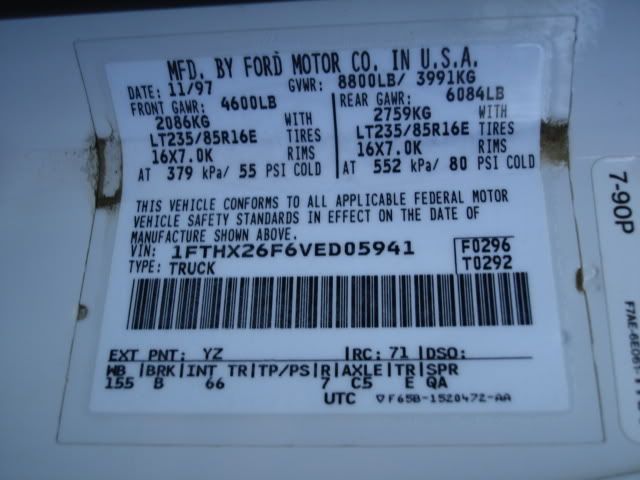 MFD. BY FORD MOTOR CO. IN U.S.A.
DATE: 11/97 GVWR: 8800LB/ 3991KG
FRONT GAWR: 4600LB REAR GAWR: 6084LB
2086KG WITH 2759KG WITH
LT235/85R16E TIRES LT235/85R16E TIRES
16X7.0K RIMS 16X7.0K RIMS
AT 379 kPa/ 55 PSI COLD AT 552 kPa/ 80 PSI COLD
THIS VEHICLE CONFORMS TO ALL APPLICABLE FEDERAL MOTOR
VEHICLE SAFETY STANDARDS IN EFFECT ON THE DATE OF
MANUFACTURE SHOWN ABOVE.
VIN: 1FTHX26F6VED05941 F0296
TYPE: TRUCK T0292
EXT PNT: YZ RC: 71 DSO:
WB BRK INT TR TP/PS R AXLE TR SPR
155 B 66 7 C5 E QA
UTC ▽F65B-1520472-AA
7-90P